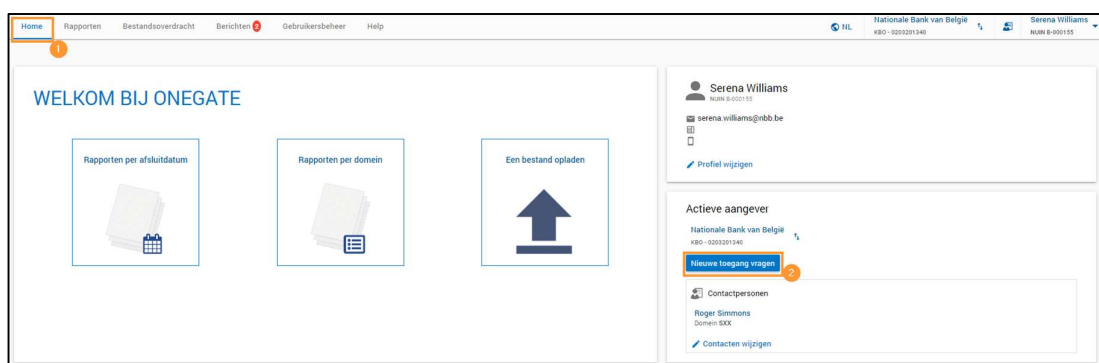 Home Rapporten Bestandsoverdracht Berichten 2 Gebruikersbeheer Help NL Nationale Bank van België Serena Williams
KBO - 0203201340 NUIN B-000155
1
WELKOM BIJ ONEGATE
Rapporten per afsluitdatum Rapporten per domein Een bestand opladen
Serena Williams
NUIN B-000155
serena.williams@nbb.be
Profiel wijzigen
Actieve aangever
Nationale Bank van België
KBO - 0203201340
Nieuwe toegang vragen
2
Contactpersonen
Roger Simmons
Domein SXX
Contacten wijzigen